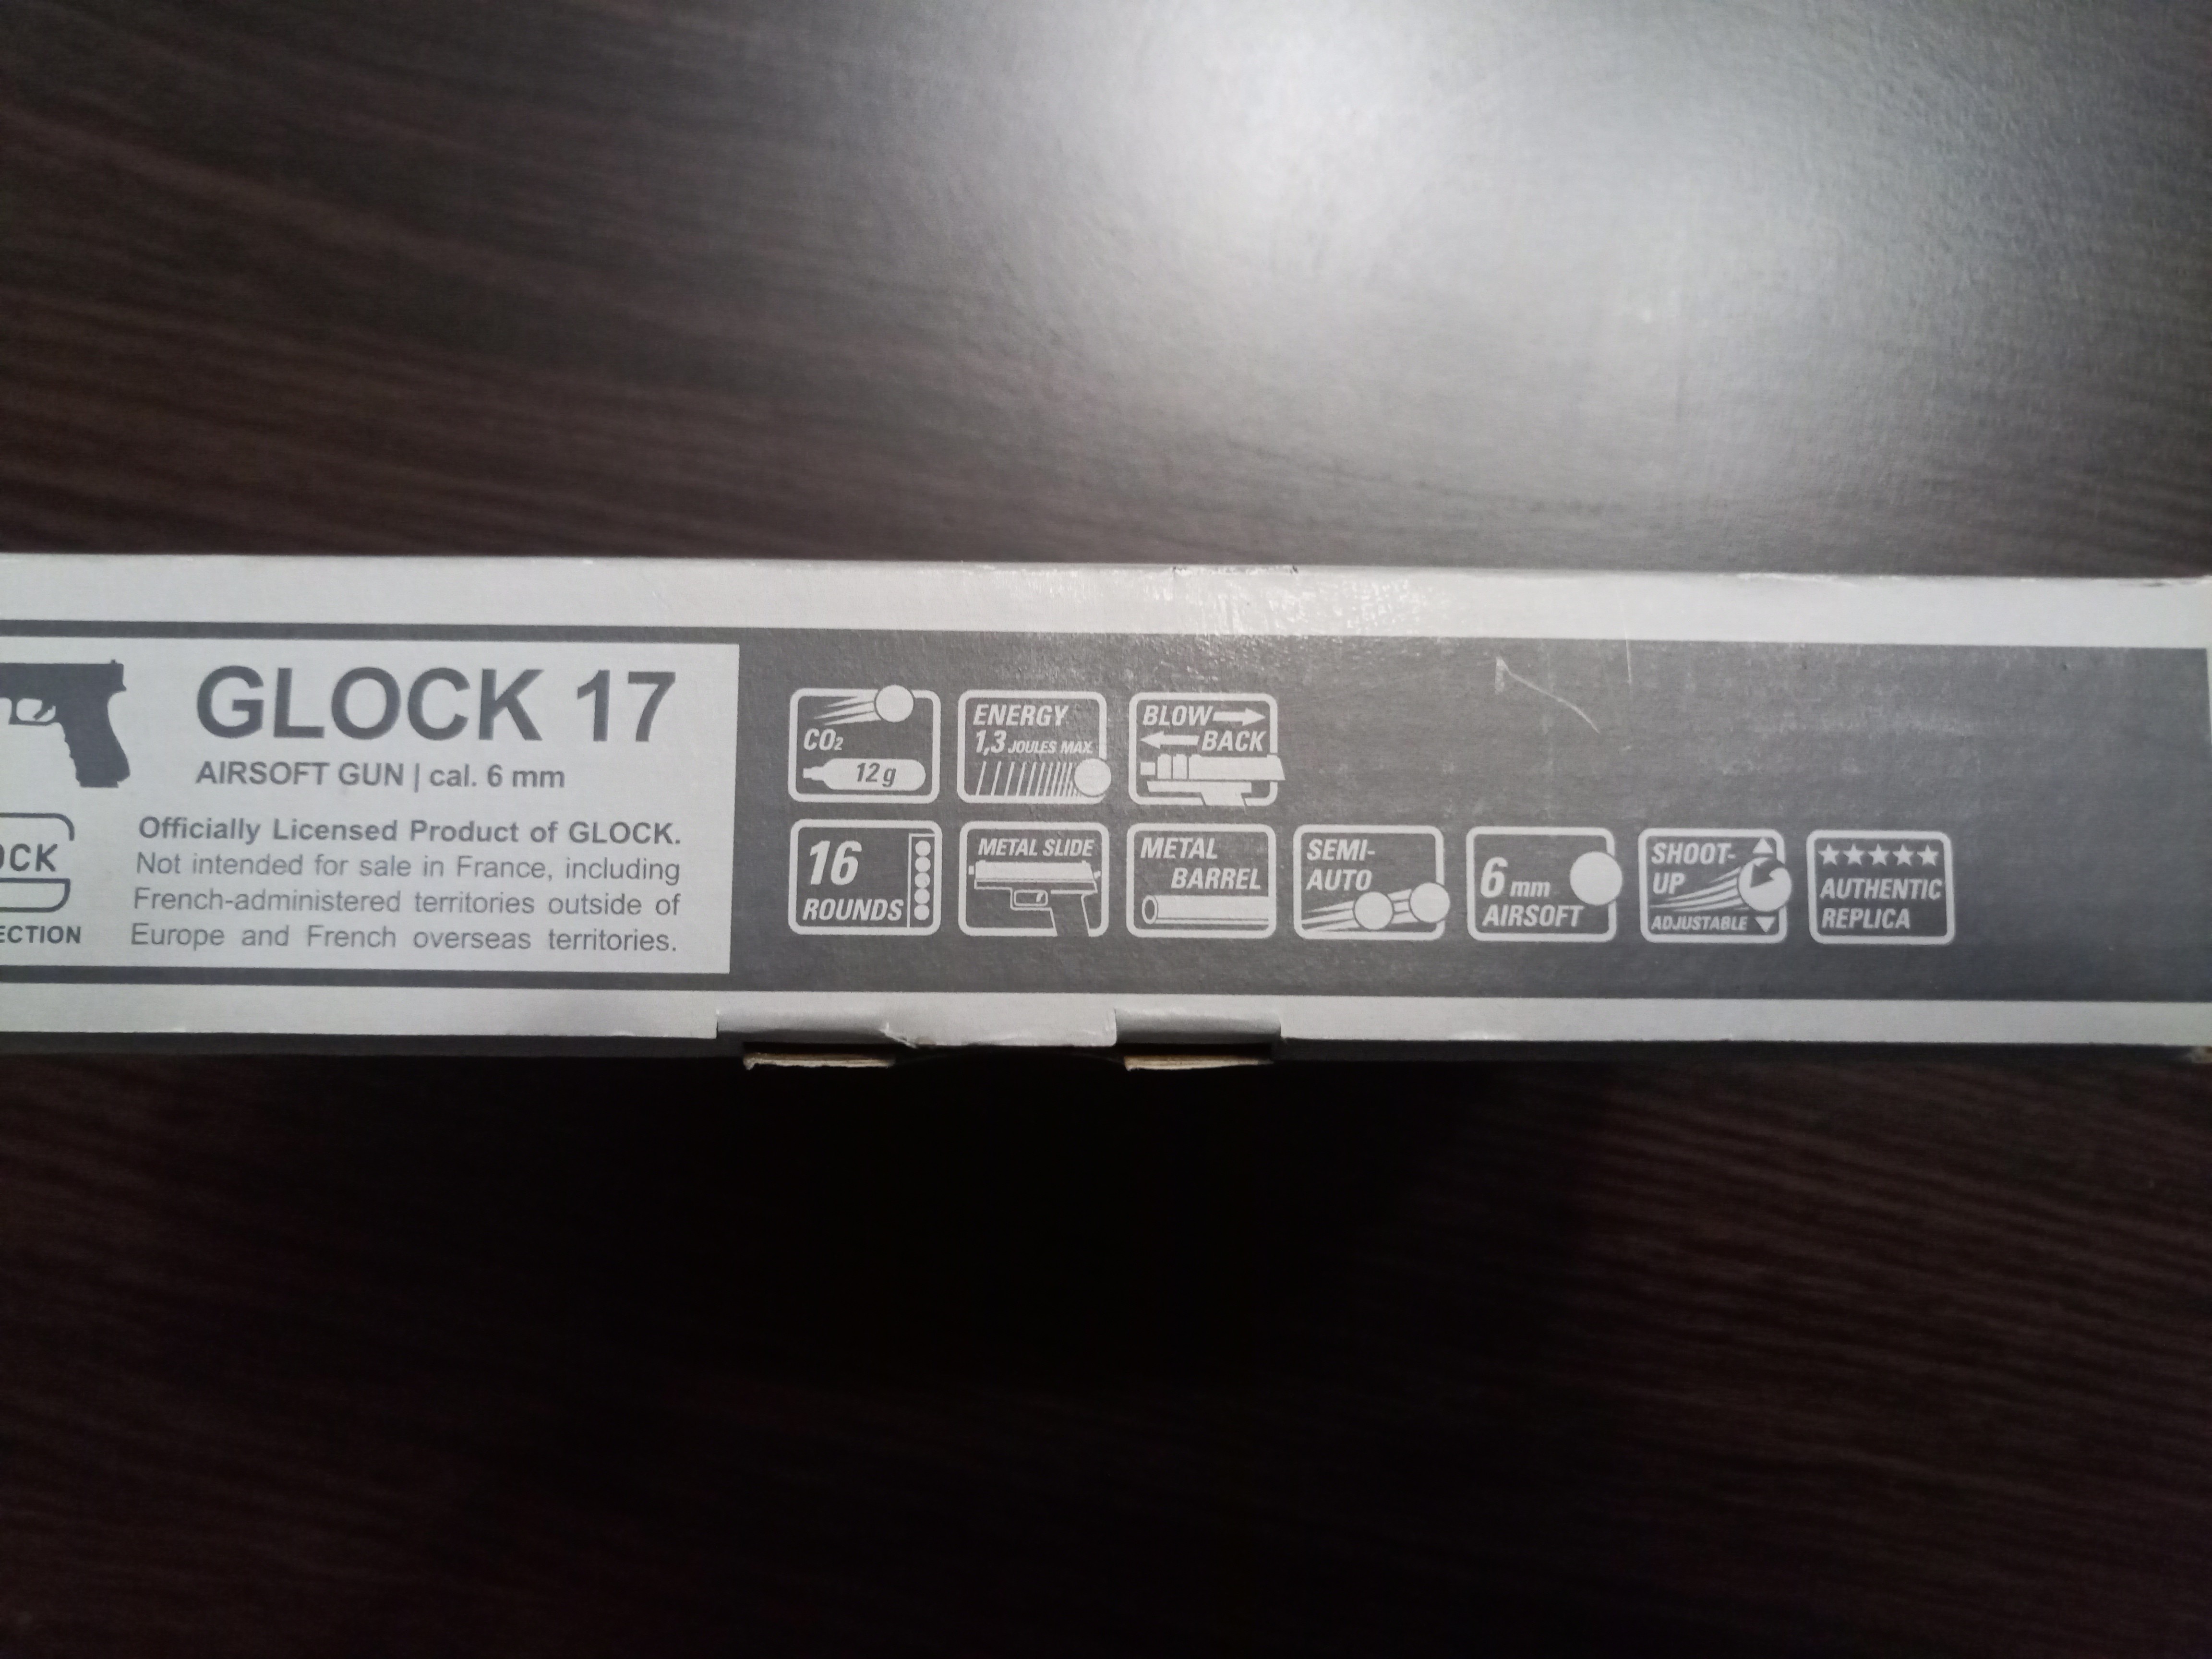 GLOCK 17
AIRSOFT GUN | cal. 6 mm
OCK
ECTION
Officially Licensed Product of GLOCK.
Not intended for sale in France, including
French-administered territories outside of
Europe and French overseas territories.
CO2
12 g
ENERGY
1,3 JOULES MAX.
BLOW
BACK
16
ROUNDS
METAL SLIDE
METAL
BARREL
SEMI-
AUTO
6 mm
AIRSOFT
SHOOT-
UP
ADJUSTABLE
AUTHENTIC
REPLICA